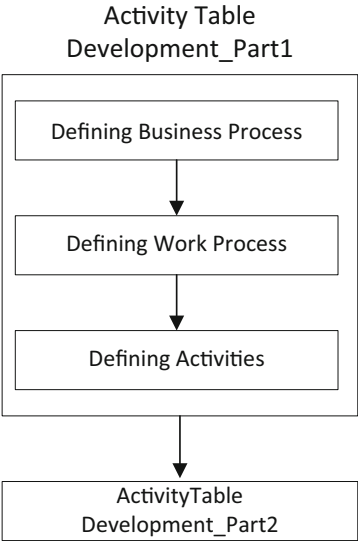 Activity Table
Development_Part1
Defining Business Process
Defining Work Process
Defining Activities
ActivityTable
Development_Part2